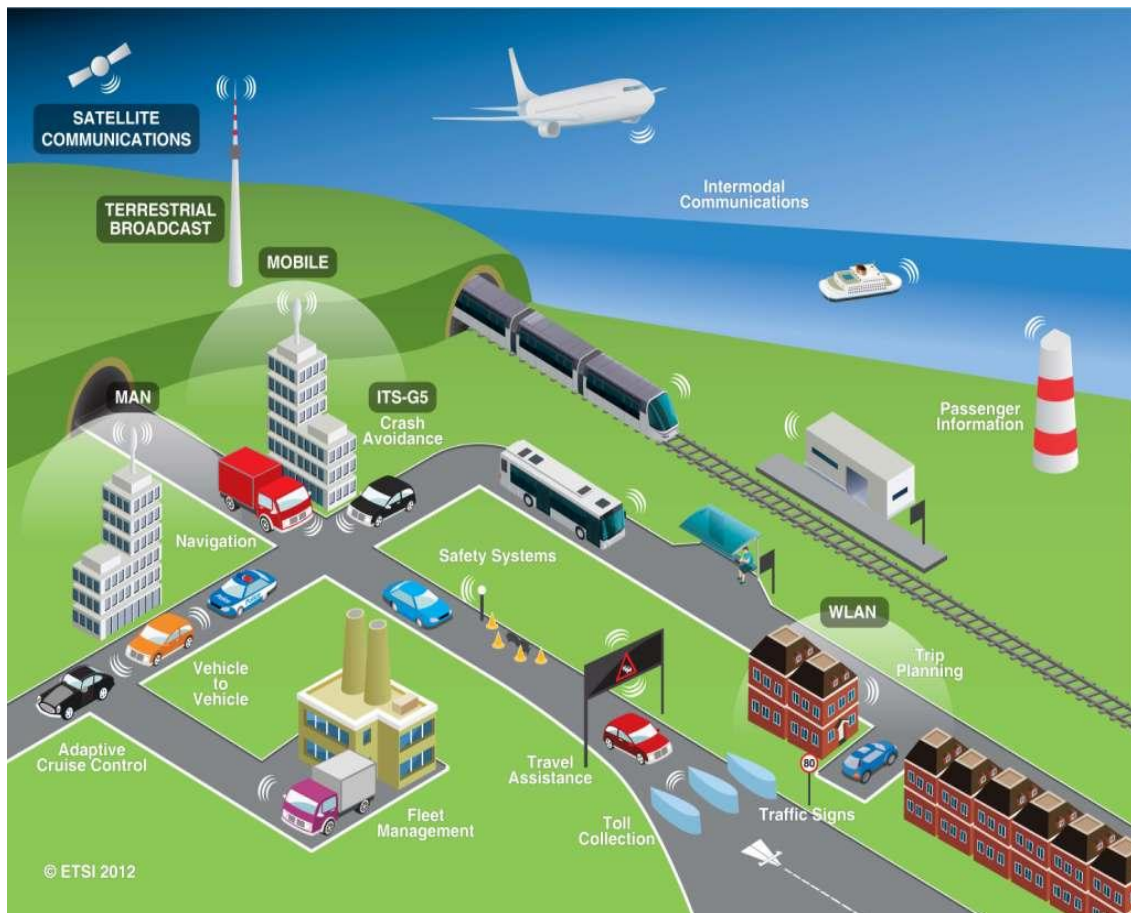 SATELLITE
COMMUNICATIONS
TERRESTRIAL
BROADCAST
Intermodal
Communications
MOBILE
MAN
ITS-G5
Crash
Avoidance
Passenger
Information
Navigation
Safety Systems
WLAN
Trip
Planning
Vehicle
to
Vehicle
Adaptive
Cruise Control
Travel
Assistance
80
Fleet
Management
Toll
Collection
Traffic Signs
© ETSI 2012